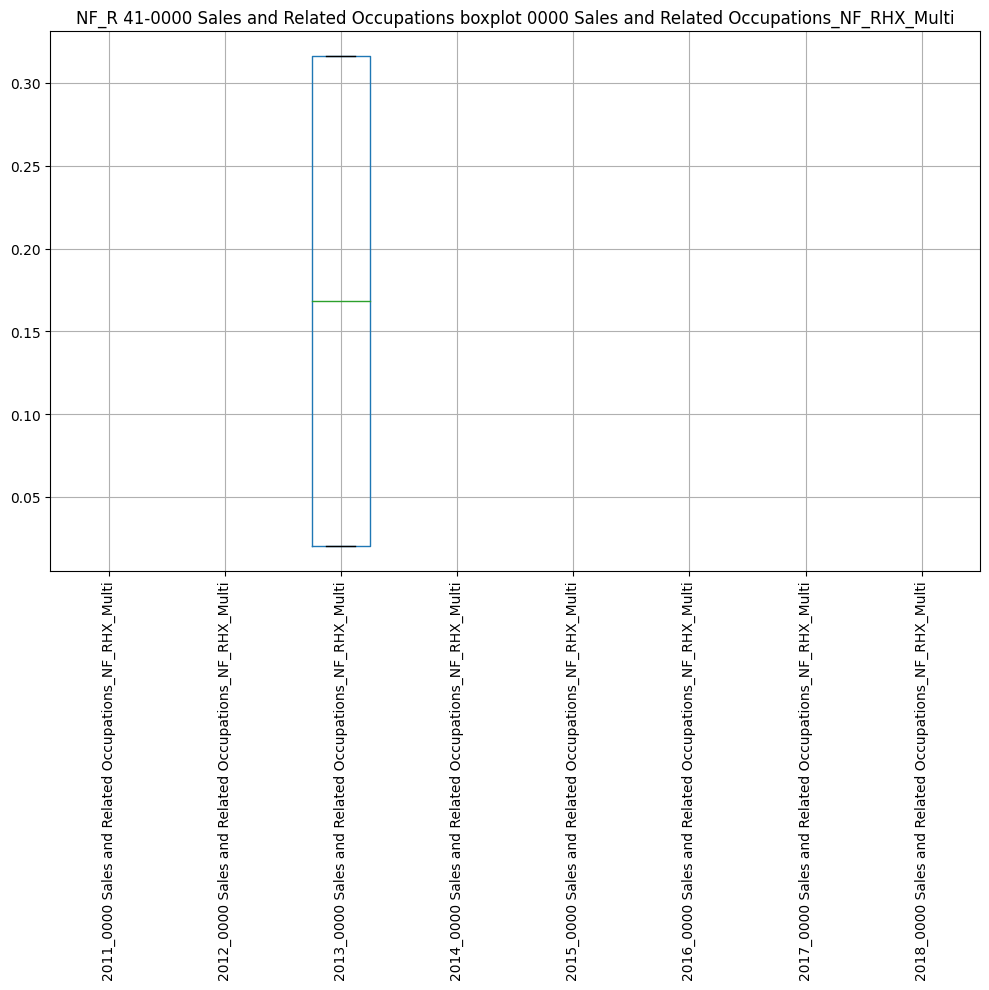 NF_R 41-0000 Sales and Related Occupations boxplot 0000 Sales and Related Occupations_NF_RHX_Multi
0.30
0.25
0.20
0.15
0.10
0.05
2011_0000 Sales and Related Occupations_NF_RHX_Multi
2012_0000 Sales and Related Occupations_NF_RHX_Multi
2013_0000 Sales and Related Occupations_NF_RHX_Multi
2014_0000 Sales and Related Occupations_NF_RHX_Multi
2015_0000 Sales and Related Occupations_NF_RHX_Multi
2016_0000 Sales and Related Occupations_NF_RHX_Multi
2017_0000 Sales and Related Occupations_NF_RHX_Multi
2018_0000 Sales and Related Occupations_NF_RHX_Multi